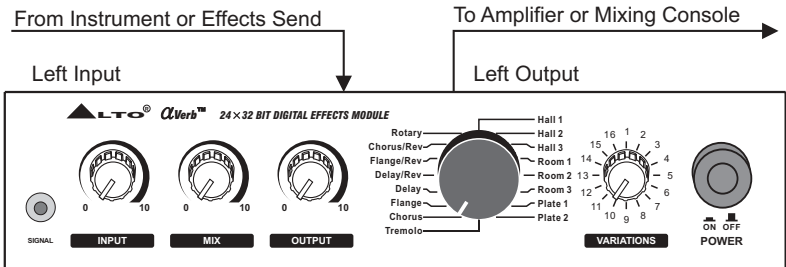 From Instrument or Effects Send
To Amplifier or Mixing Console
Left Input
Left Output
ALTO® αVerb™ 24×32 BIT DIGITAL EFFECTS MODULE
Rotary
Chorus/Rev
Flange/Rev
Delay/Rev
Delay
Flange
Chorus
Tremolo
Hall 1
Hall 2
Hall 3
Room 1
Room 2
Room 3
Plate 1
Plate 2
0 10
0 10
0 10
1 2 3 4 5 6 7 8 9 10 11 12 13 14 15 16
ON OFF
SIGNAL INPUT MIX OUTPUT VARIATIONS POWER